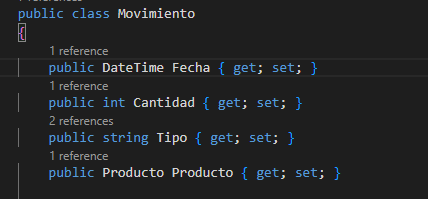 public class Movimiento
{
1 reference
public DateTime Fecha { get; set; }
1 reference
public int Cantidad { get; set; }
2 references
public string Tipo { get; set; }
1 reference
public Producto Producto { get; set; }